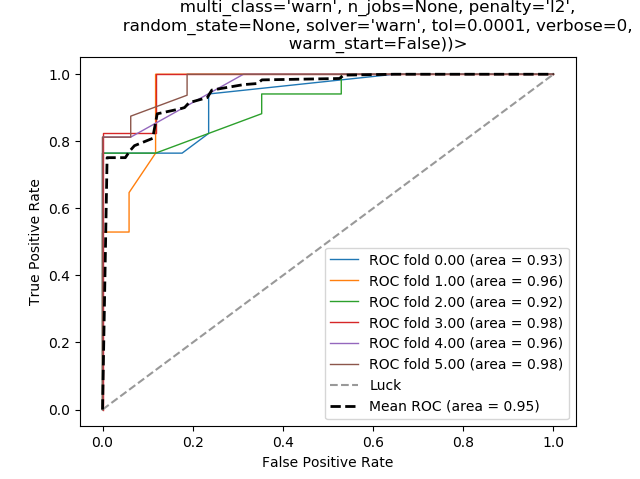 multi_class='warn', n_jobs=None, penalty='l2',
random_state=None, solver='warn', tol=0.0001, verbose=0,
warm_start=False))>
1.0
0.8
0.6
0.4
0.2
0.0
True Positive Rate
ROC fold 0.00 (area = 0.93)
ROC fold 1.00 (area = 0.96)
ROC fold 2.00 (area = 0.92)
ROC fold 3.00 (area = 0.98)
ROC fold 4.00 (area = 0.96)
ROC fold 5.00 (area = 0.98)
Luck
Mean ROC (area = 0.95)
0.0 0.2 0.4 0.6 0.8 1.0
False Positive Rate